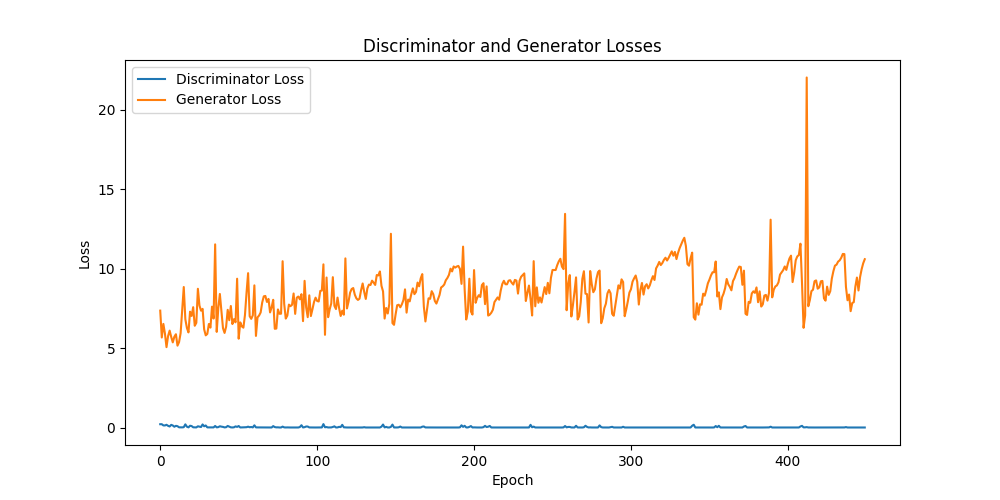 Discriminator and Generator Losses
Discriminator Loss
Generator Loss
20
15
10
5
0
Loss
0 100 200 300 400
Epoch